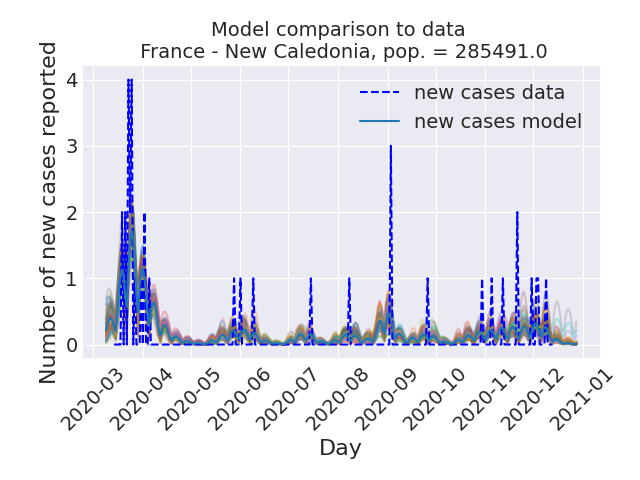 Model comparison to data
France - New Caledonia, pop. = 285491.0
Number of new cases reported
4
3
2
1
0
new cases data
new cases model
2020-03
2020-04
2020-05
2020-06
2020-07
2020-08
2020-09
2020-10
2020-11
2020-12
2021-01
Day